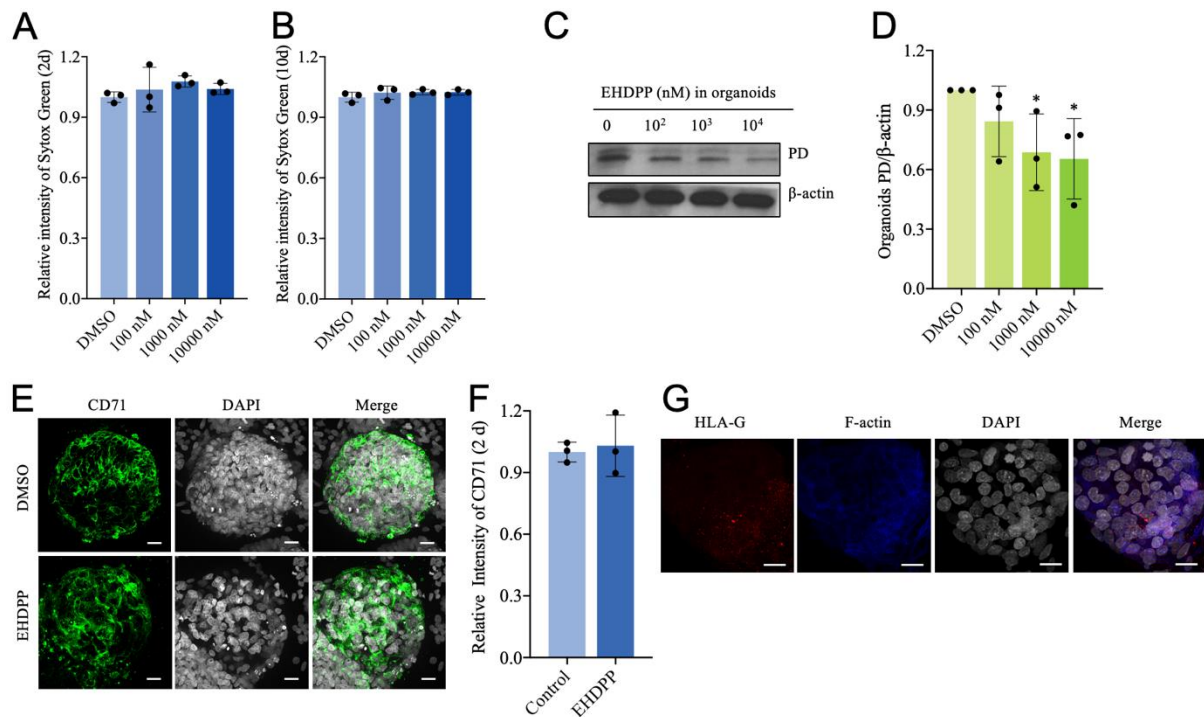 A
Relative intensity of Sytox Green (2d)
1.2
0.9
0.6
0.3
0.0
DMSO
100 nM
1000 nM
10000 nM
B
Relative intensity of Sytox Green (10d)
1.2
0.9
0.6
0.3
0.0
DMSO
100 nM
1000 nM
10000 nM
C
EHDPP (nM) in organoids
0 10² 10³ 10⁴
PD
β-actin
D
Organoids PD/β-actin
1.2
0.9
0.6
0.3
0.0
* *
DMSO
100 nM
1000 nM
10000 nM
E
CD71 DAPI Merge
DMSO
EHDPP
F
Relative Intensity of CD71 (2 d)
1.2
0.9
0.6
0.3
0.0
Control
EHDPP
G
HLA-G F-actin DAPI Merge